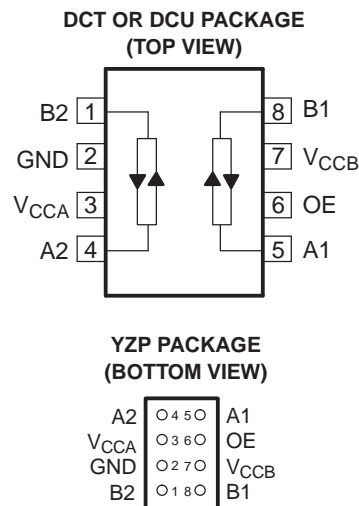 DCT OR DCU PACKAGE
(TOP VIEW)
B2 1 8 B1
GND 2 7 VCCB
VCCA 3 6 OE
A2 4 5 A1
YZP PACKAGE
(BOTTOM VIEW)
A2 4 5 A1
VCCA 3 6 OE
GND 2 7 VCCB
B2 1 8 B1